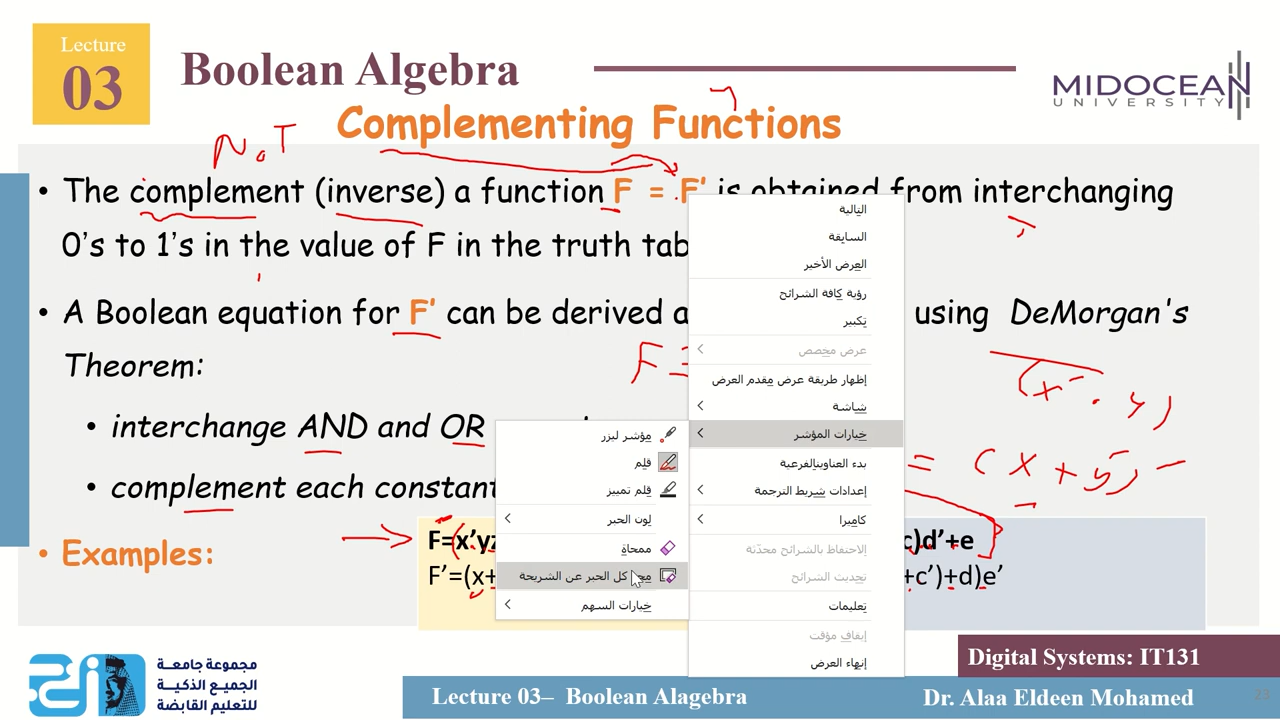 Lecture
03
Boolean Algebra
MIDOCEAN
UNIVERSITY
Complementing Functions
N.T
• The complement (inverse) a function F = F' is obtained from interchanging
0's to 1's in the value of F in the truth tab
• A Boolean equation for F' can be derived a using DeMorgan's
Theorem:
F =
(x . y)
• interchange AND and OR
= (x + y)
• complement each constant
• Examples:
F=(x'yz
F'=(x+
c)d'+e
+c')+d)e'
التالية
السابقة
العرض الأخير
رؤية كافة الشرائح
تكبير
عرض مخصص
إظهار طريقة عرض مقدم العرض
شاشة
خيارات المؤشر
بدء العناوين الفرعية
إعدادات شريط الترجمة
كاميرا
الاحتفاظ بالشرائح محدّثة
تحديث الشرائح
تعليمات
إيقاف مؤقت
إنهاء العرض
مؤشر ليزر
قلم
قلم تمييز
لون الحبر
ممحاة
كل الحبر عن الشريحة
خيارات السهم
مجموعة جامعة
الجميع الذكية
للتعليم القابضة
Digital Systems: IT131
Lecture 03– Boolean Alagebra
Dr. Alaa Eldeen Mohamed
23